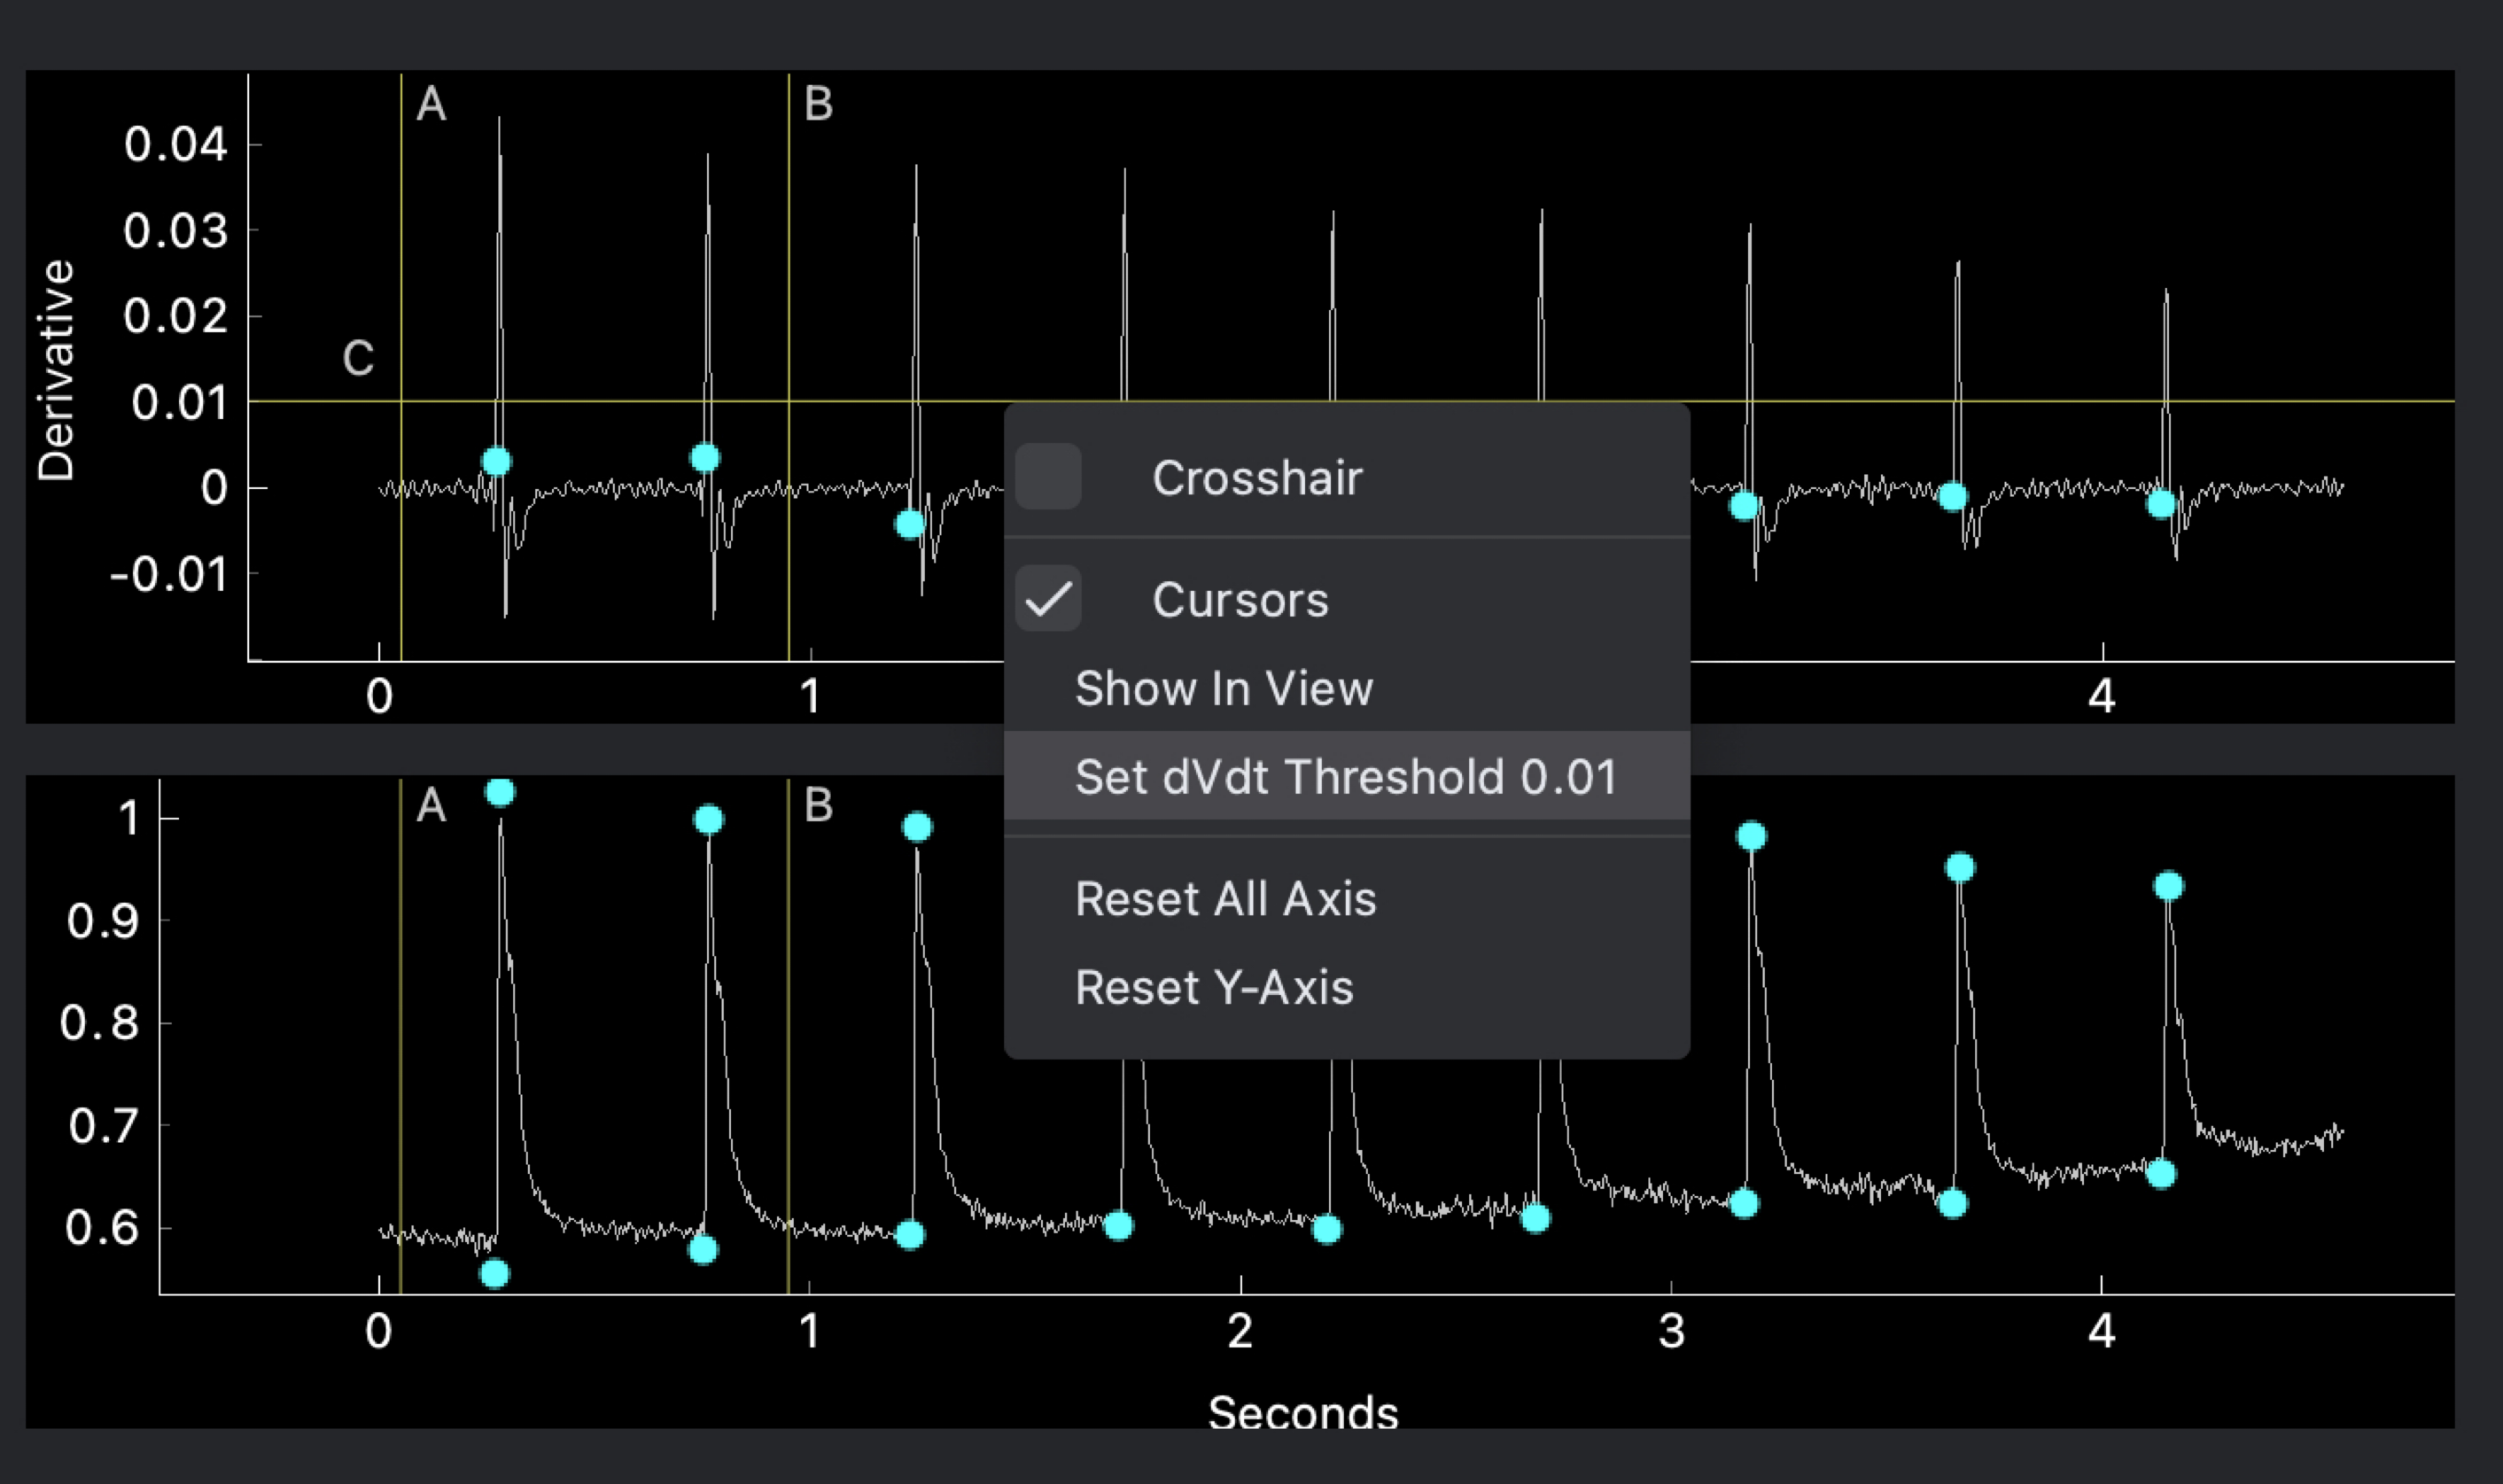 A
B
0.04
0.03
0.02
C
0.01
0
-0.01
Derivative
0
1
4
Crosshair
Cursors
Show In View
Set dVdt Threshold 0.01
Reset All Axis
Reset Y-Axis
A
B
1
0.9
0.8
0.7
0.6
0
1
2
3
4
Seconds